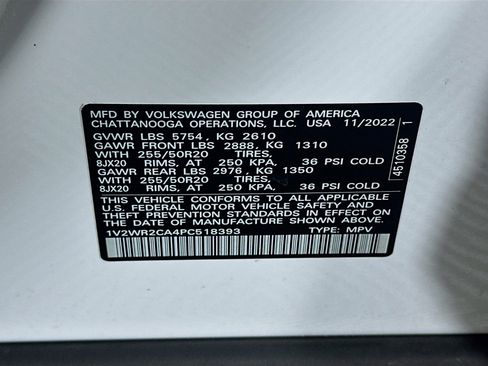 MFD BY VOLKSWAGEN GROUP OF AMERICA
CHATTANOOGA OPERATIONS, LLC. USA 11/2022
GVWR LBS 5754 , KG 2610
GAWR FRONT LBS 2888, KG 1310
WITH 255/50R20 TIRES,
8JX20 RIMS, AT 250 KPA, 36 PSI COLD
GAWR REAR LBS 2976, KG 1350
WITH 255/50R20 TIRES,
8JX20 RIMS, AT 250 KPA, 36 PSI COLD
THIS VEHICLE CONFORMS TO ALL APPLICABLE
U.S. FEDERAL MOTOR VEHICLE SAFETY AND
THEFT PREVENTION STANDARDS IN EFFECT ON THE
DATE OF MANUFACTURE SHOWN ABOVE.
1V2WR2CA4PC518393 TYPE: MPV
4510358 1